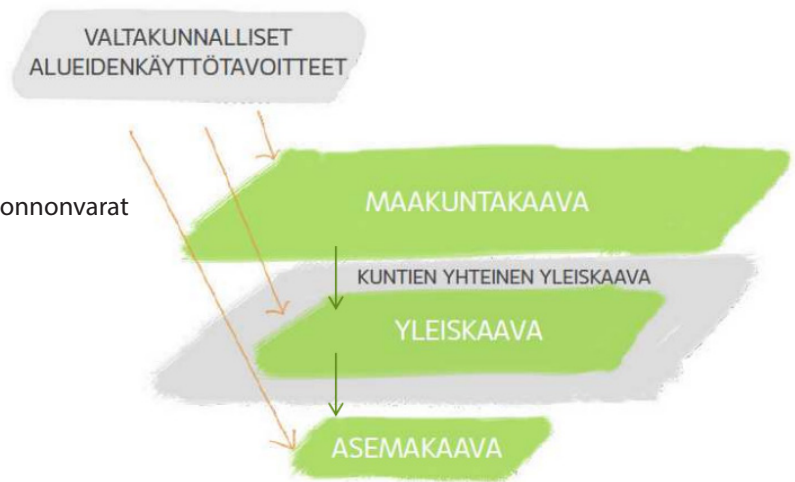 VALTAKUNNALLISET
ALUEIDENKÄYTTÖTAVOITTEET
onnonvarat
MAAKUNTAKAAVA
KUNTIEN YHTEINEN YLEISKAAVA
YLEISKAAVA
ASEMAKAAVA